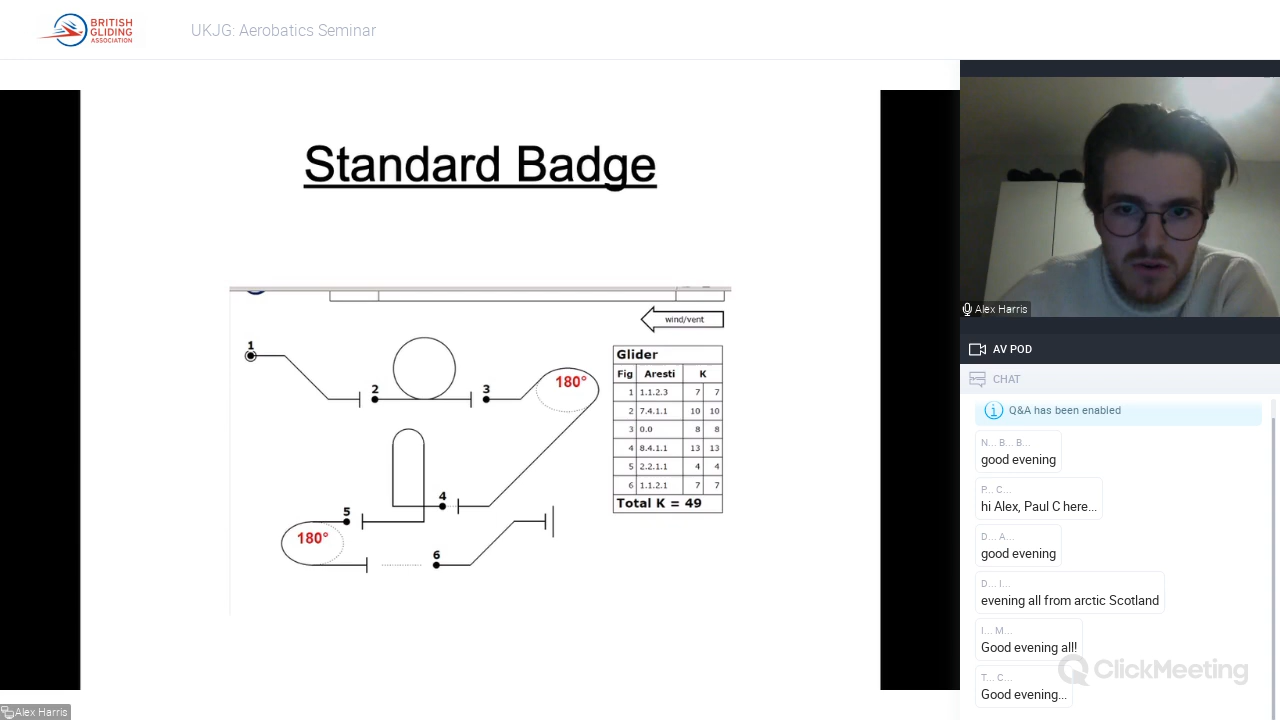 BRITISH
GLIDING
ASSOCIATION
UKJG: Aerobatics Seminar
Standard Badge
wind/vent
1
2
3
180°
4
5
180°
6
Glider
Fig Aresti K
1 1.1.2.3 7 7
2 7.4.1.1 10 10
3 0.0 8 8
4 8.4.1.1 13 13
5 2.2.1.1 4 4
6 1.1.2.1 7 7
Total K = 49
Alex Harris
Alex Harris
AV POD
CHAT
Q&A has been enabled
N... B... B...
good evening
P... C...
hi Alex, Paul C here...
D... A...
good evening
D... I...
evening all from arctic Scotland
I... M...
Good evening all!
T... C...
Good evening...
ClickMeeting